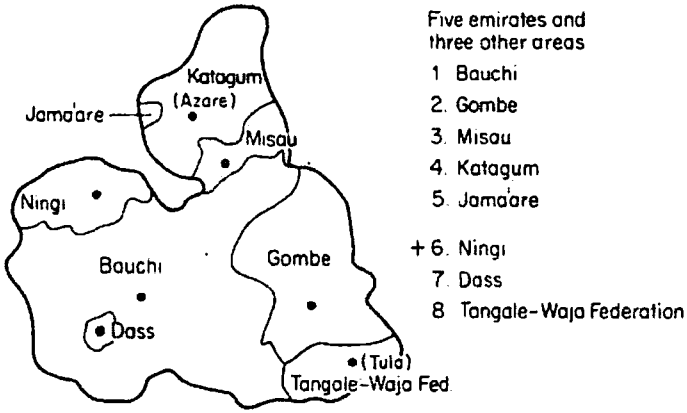 Katagum
(Azare)
Jama'are
Misau
Ningi
Bauchi
Gombe
Dass
(Tula)
Tangale-Waja Fed.
Five emirates and
three other areas
1 Bauchi
2. Gombe
3. Misau
4. Katagum
5. Jama'are
+ 6. Ningi
7. Dass
8 Tangale-Waja Federation